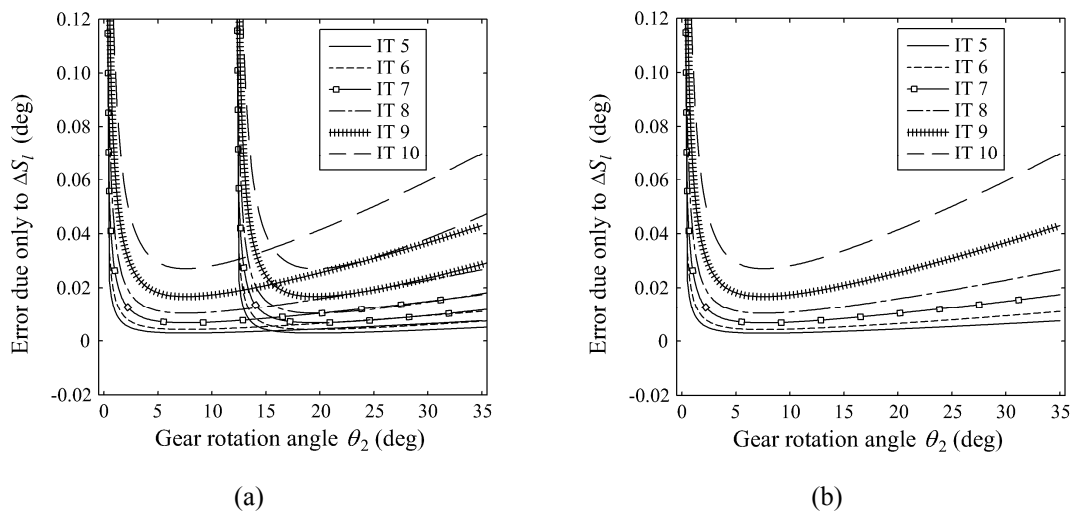 0.12
0.10
0.08
0.06
0.04
0.02
0
-0.02
Error due only to ΔS_l (deg)
IT 5
IT 6
IT 7
IT 8
IT 9
IT 10
0 5 10 15 20 25 30 35
Gear rotation angle θ₂ (deg)
(a)
0.12
0.10
0.08
0.06
0.04
0.02
0
-0.02
Error due only to ΔS_l (deg)
IT 5
IT 6
IT 7
IT 8
IT 9
IT 10
0 5 10 15 20 25 30 35
Gear rotation angle θ₂ (deg)
(b)